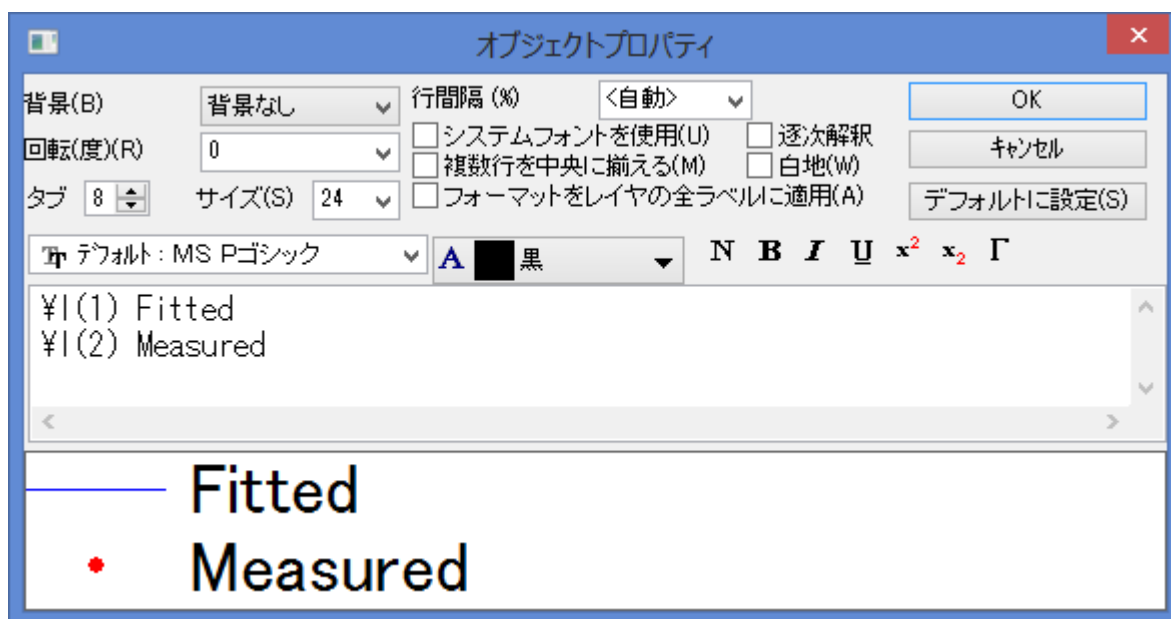 オブジェクトプロパティ
背景(B) 背景なし 行間隔 (%) <自動> OK
回転(度)(R) 0 システムフォントを使用(U) 逐次解釈 キャンセル
複数行を中央に揃える(M) 白地(W)
タブ 8 サイズ(S) 24 フォーマットをレイヤの全ラベルに適用(A) デフォルトに設定(S)
デフォルト : MS Pゴシック A 黒 N B I U x² x₂ Γ
¥l(1) Fitted
¥l(2) Measured
Fitted
Measured